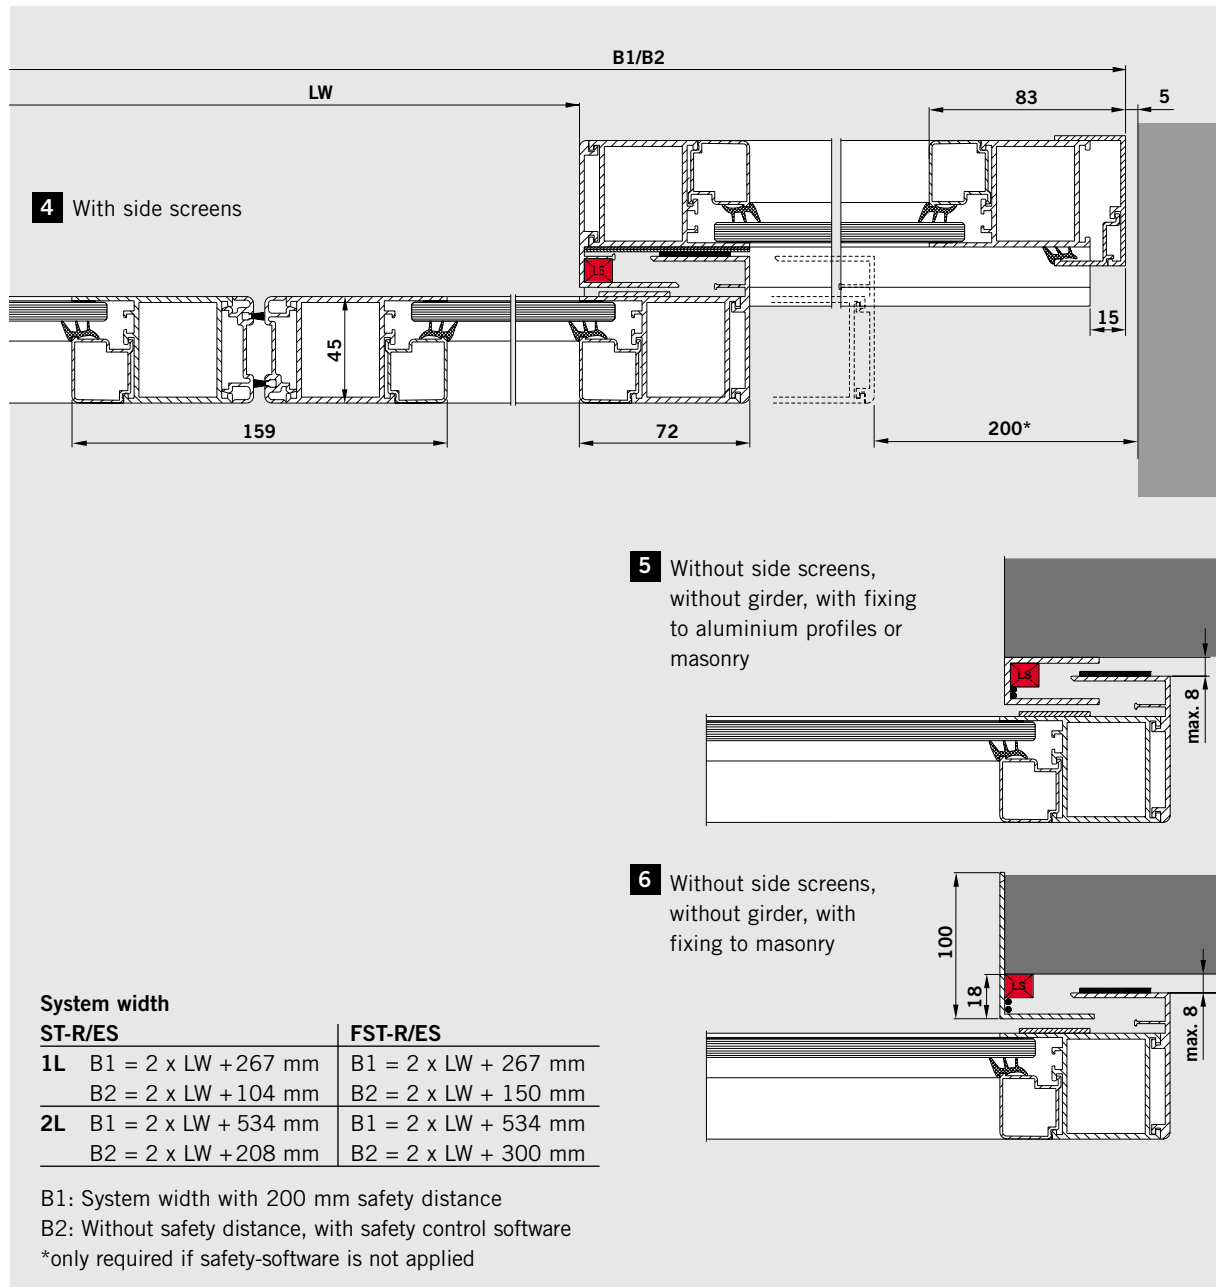 B1/B2
LW
83
5
4 With side screens
LS
15
45
159
72
200*
5 Without side screens,
without girder, with fixing
to aluminium profiles or
masonry
LS
max. 8
6 Without side screens,
without girder, with
fixing to masonry
100
18
LS
max. 8
System width
ST-R/ES FST-R/ES
1L B1 = 2 x LW +267 mm B1 = 2 x LW + 267 mm
B2 = 2 x LW +104 mm B2 = 2 x LW + 150 mm
2L B1 = 2 x LW + 534 mm B1 = 2 x LW + 534 mm
B2 = 2 x LW +208 mm B2 = 2 x LW + 300 mm
B1: System width with 200 mm safety distance
B2: Without safety distance, with safety control software
*only required if safety-software is not applied